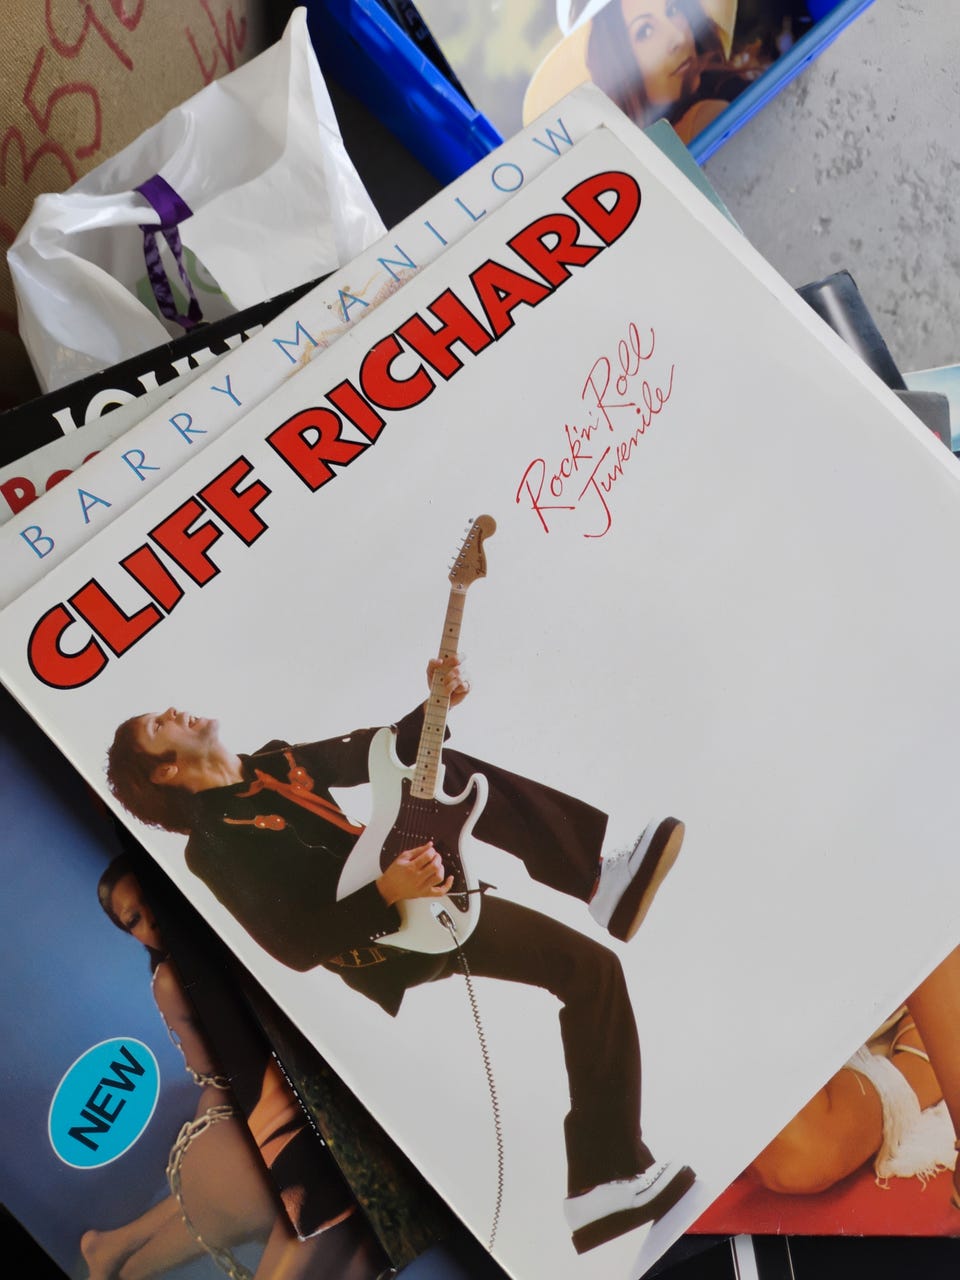 BARRY MANILOW
CLIFF RICHARD
Rock'n'Roll
Juvenile
NEW